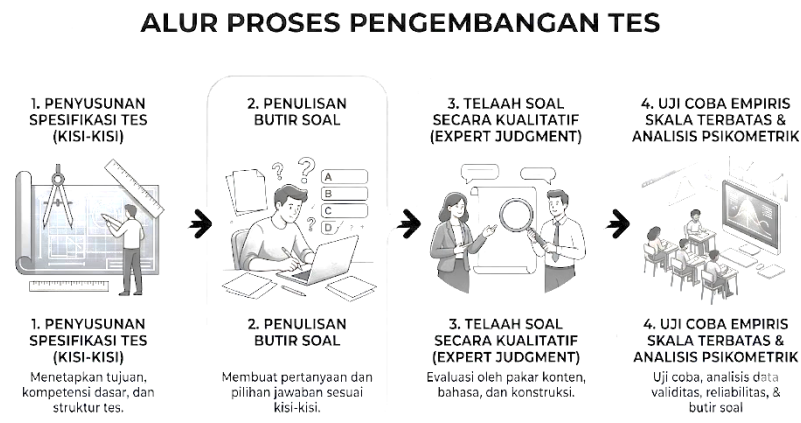 ALUR PROSES PENGEMBANGAN TES
1. PENYUSUNAN
SPESIFIKASI TES
(KISI-KISI)
2. PENULISAN
BUTIR SOAL
3. TELAAH SOAL
SECARA KUALITATIF
(EXPERT JUDGMENT)
4. UJI COBA EMPIRIS
SKALA TERBATAS &
ANALISIS PSIKOMETRIK
A
B
C
D
1. PENYUSUNAN
SPESIFIKASI TES
(KISI-KISI)
Menetapkan tujuan,
kompetensi dasar, dan
struktur tes.
2. PENULISAN
BUTIR SOAL
Membuat pertanyaan dan
pilihan jawaban sesuai
kisi-kisi.
3. TELAAH SOAL
SECARA KUALITATIF
(EXPERT JUDGMENT)
Evaluasi oleh pakar konten,
bahasa, dan konstruksi.
4. UJI COBA EMPIRIS
SKALA TERBATAS &
ANALISIS PSIKOMETRIK
Uji coba, analisis data
validitas, reliabilitas, &
butir soal